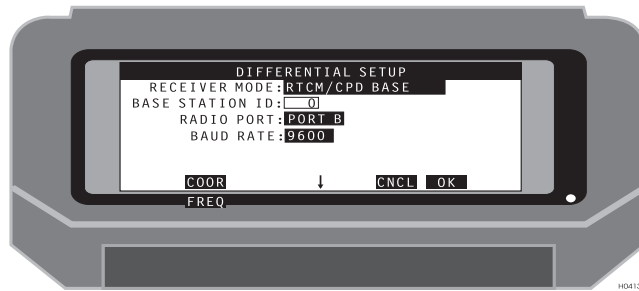 DIFFERENTIAL SETUP
RECEIVER MODE:RTCM/CPD BASE
BASE STATION ID: 0
RADIO PORT:PORT B
BAUD RATE:9600
COOR ↓ CNCL OK
FREQ
H0413